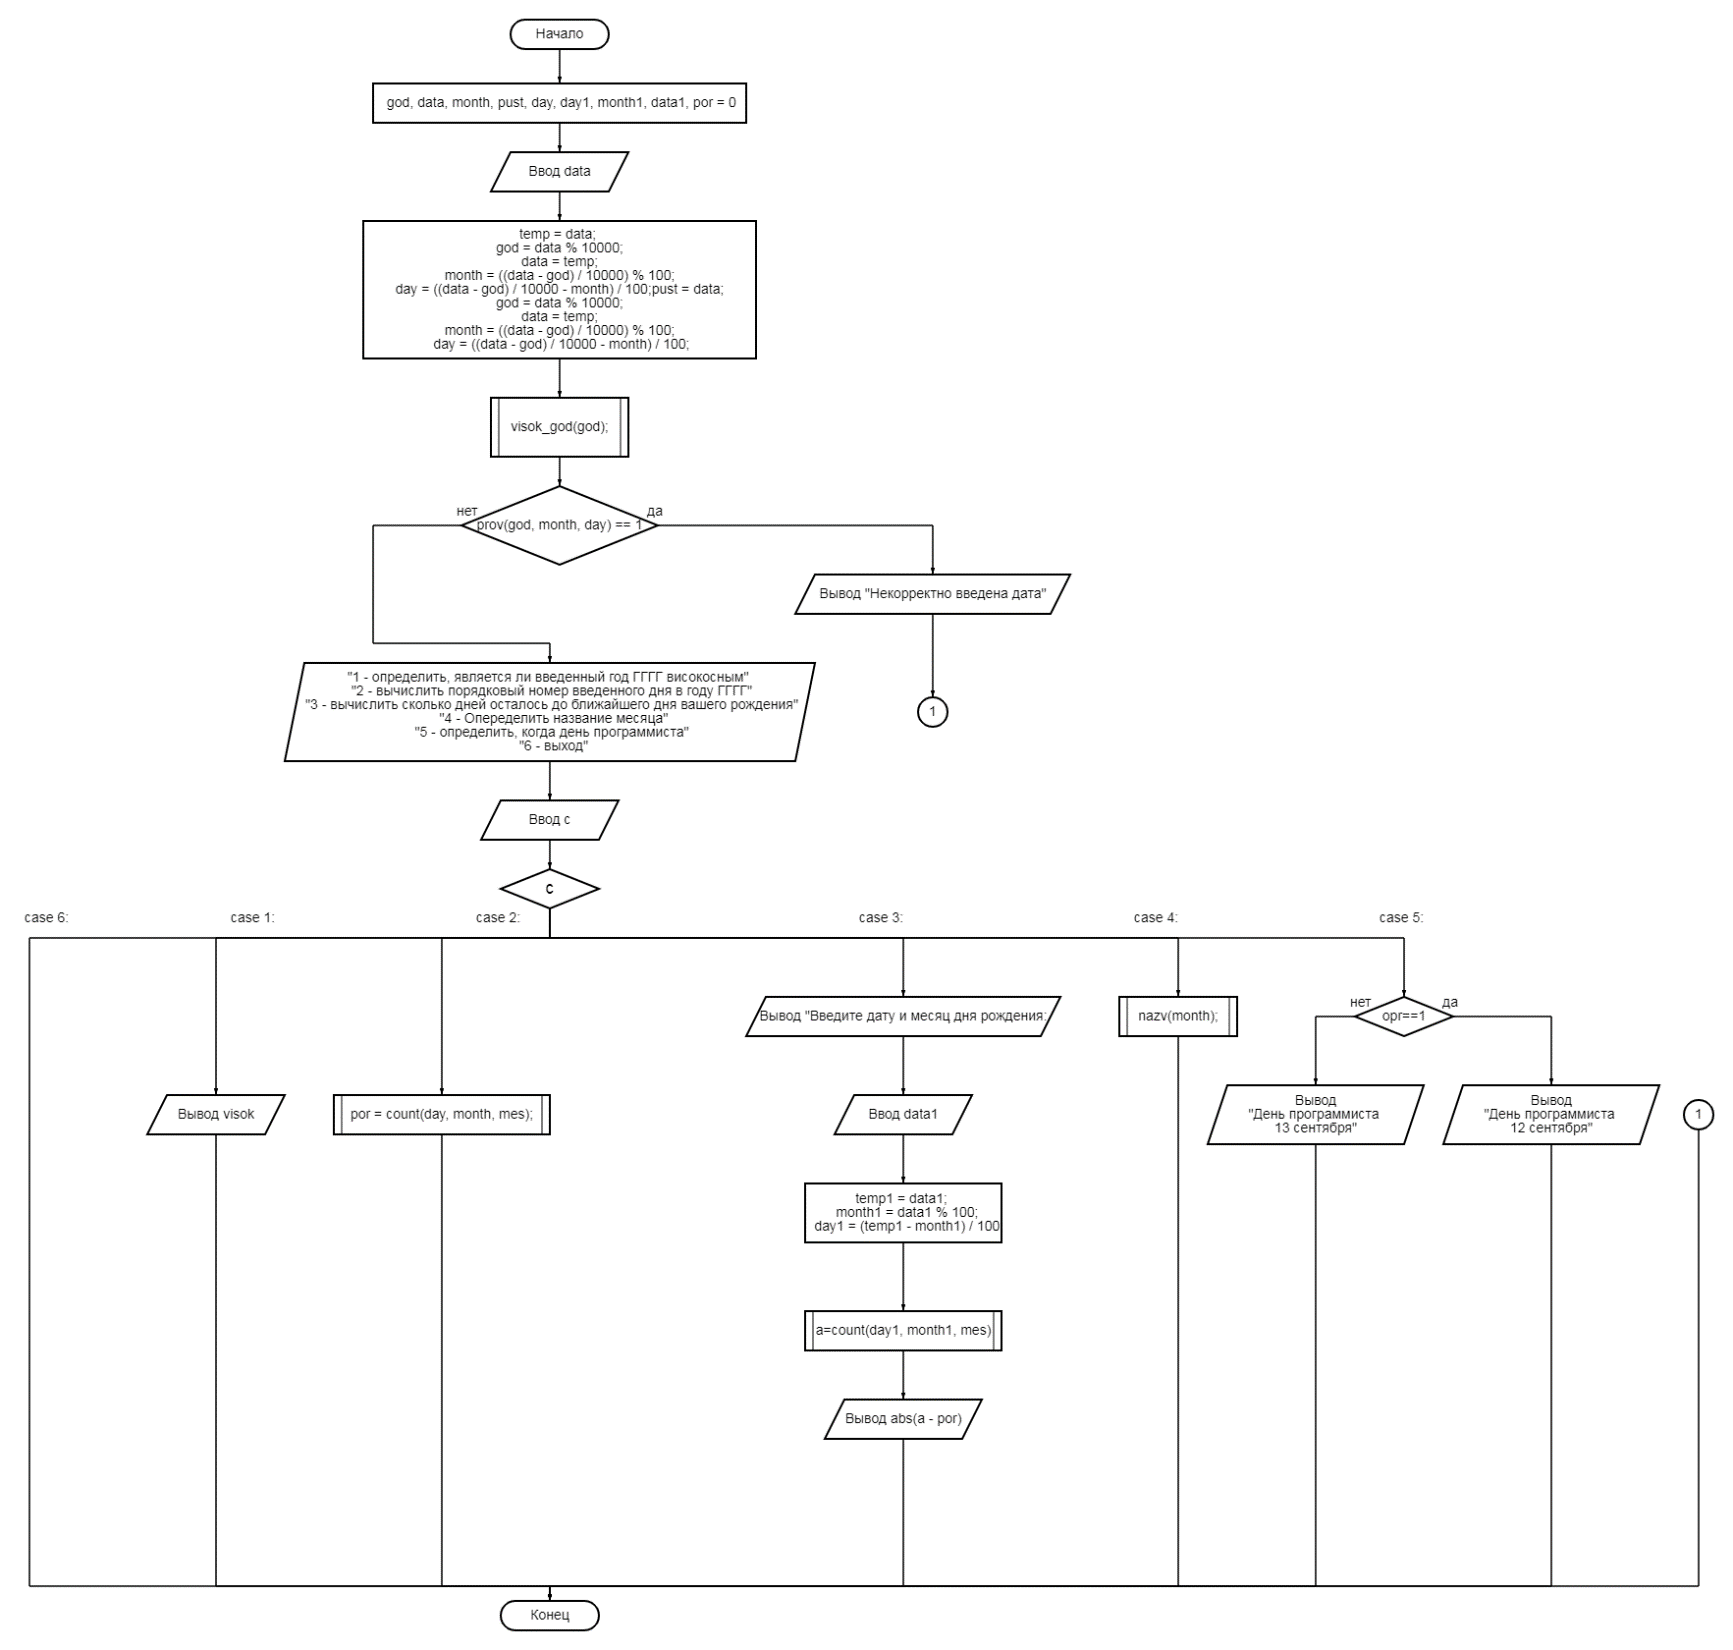 Начало
god, data, month, pust, day, day1, month1, data1, por = 0
Ввод data
temp = data;
god = data % 10000;
data = temp;
month = ((data - god) / 10000) % 100;
day = ((data - god) / 10000 - month) / 100;pust = data;
god = data % 10000;
data = temp;
month = ((data - god) / 10000) % 100;
day = ((data - god) / 10000 - month) / 100;
visok_god(god);
нет
prov(god, month, day) == 1
да
Вывод "Некорректно введена дата"
1
"1 - определить, является ли введенный год ГГГГ високосным"
"2 - вычислить порядковый номер введенного дня в году ГГГГ"
"3 - вычислить сколько дней осталось до ближайшего дня вашего рождения"
"4 - Опеределить название месяца"
"5 - определить, когда день программиста"
"6 - выход"
Ввод c
c
case 6:
case 1:
case 2:
case 3:
case 4:
case 5:
Вывод "Введите дату и месяц дня рождения:
nazv(month);
нет
opr==1
да
Вывод visok
por = count(day, month, mes);
Ввод data1
Вывод
"День программиста
13 сентября"
Вывод
"День программиста
12 сентября"
1
temp1 = data1;
month1 = data1 % 100;
day1 = (temp1 - month1) / 100
a=count(day1, month1, mes)
Вывод abs(a - por)
Конец